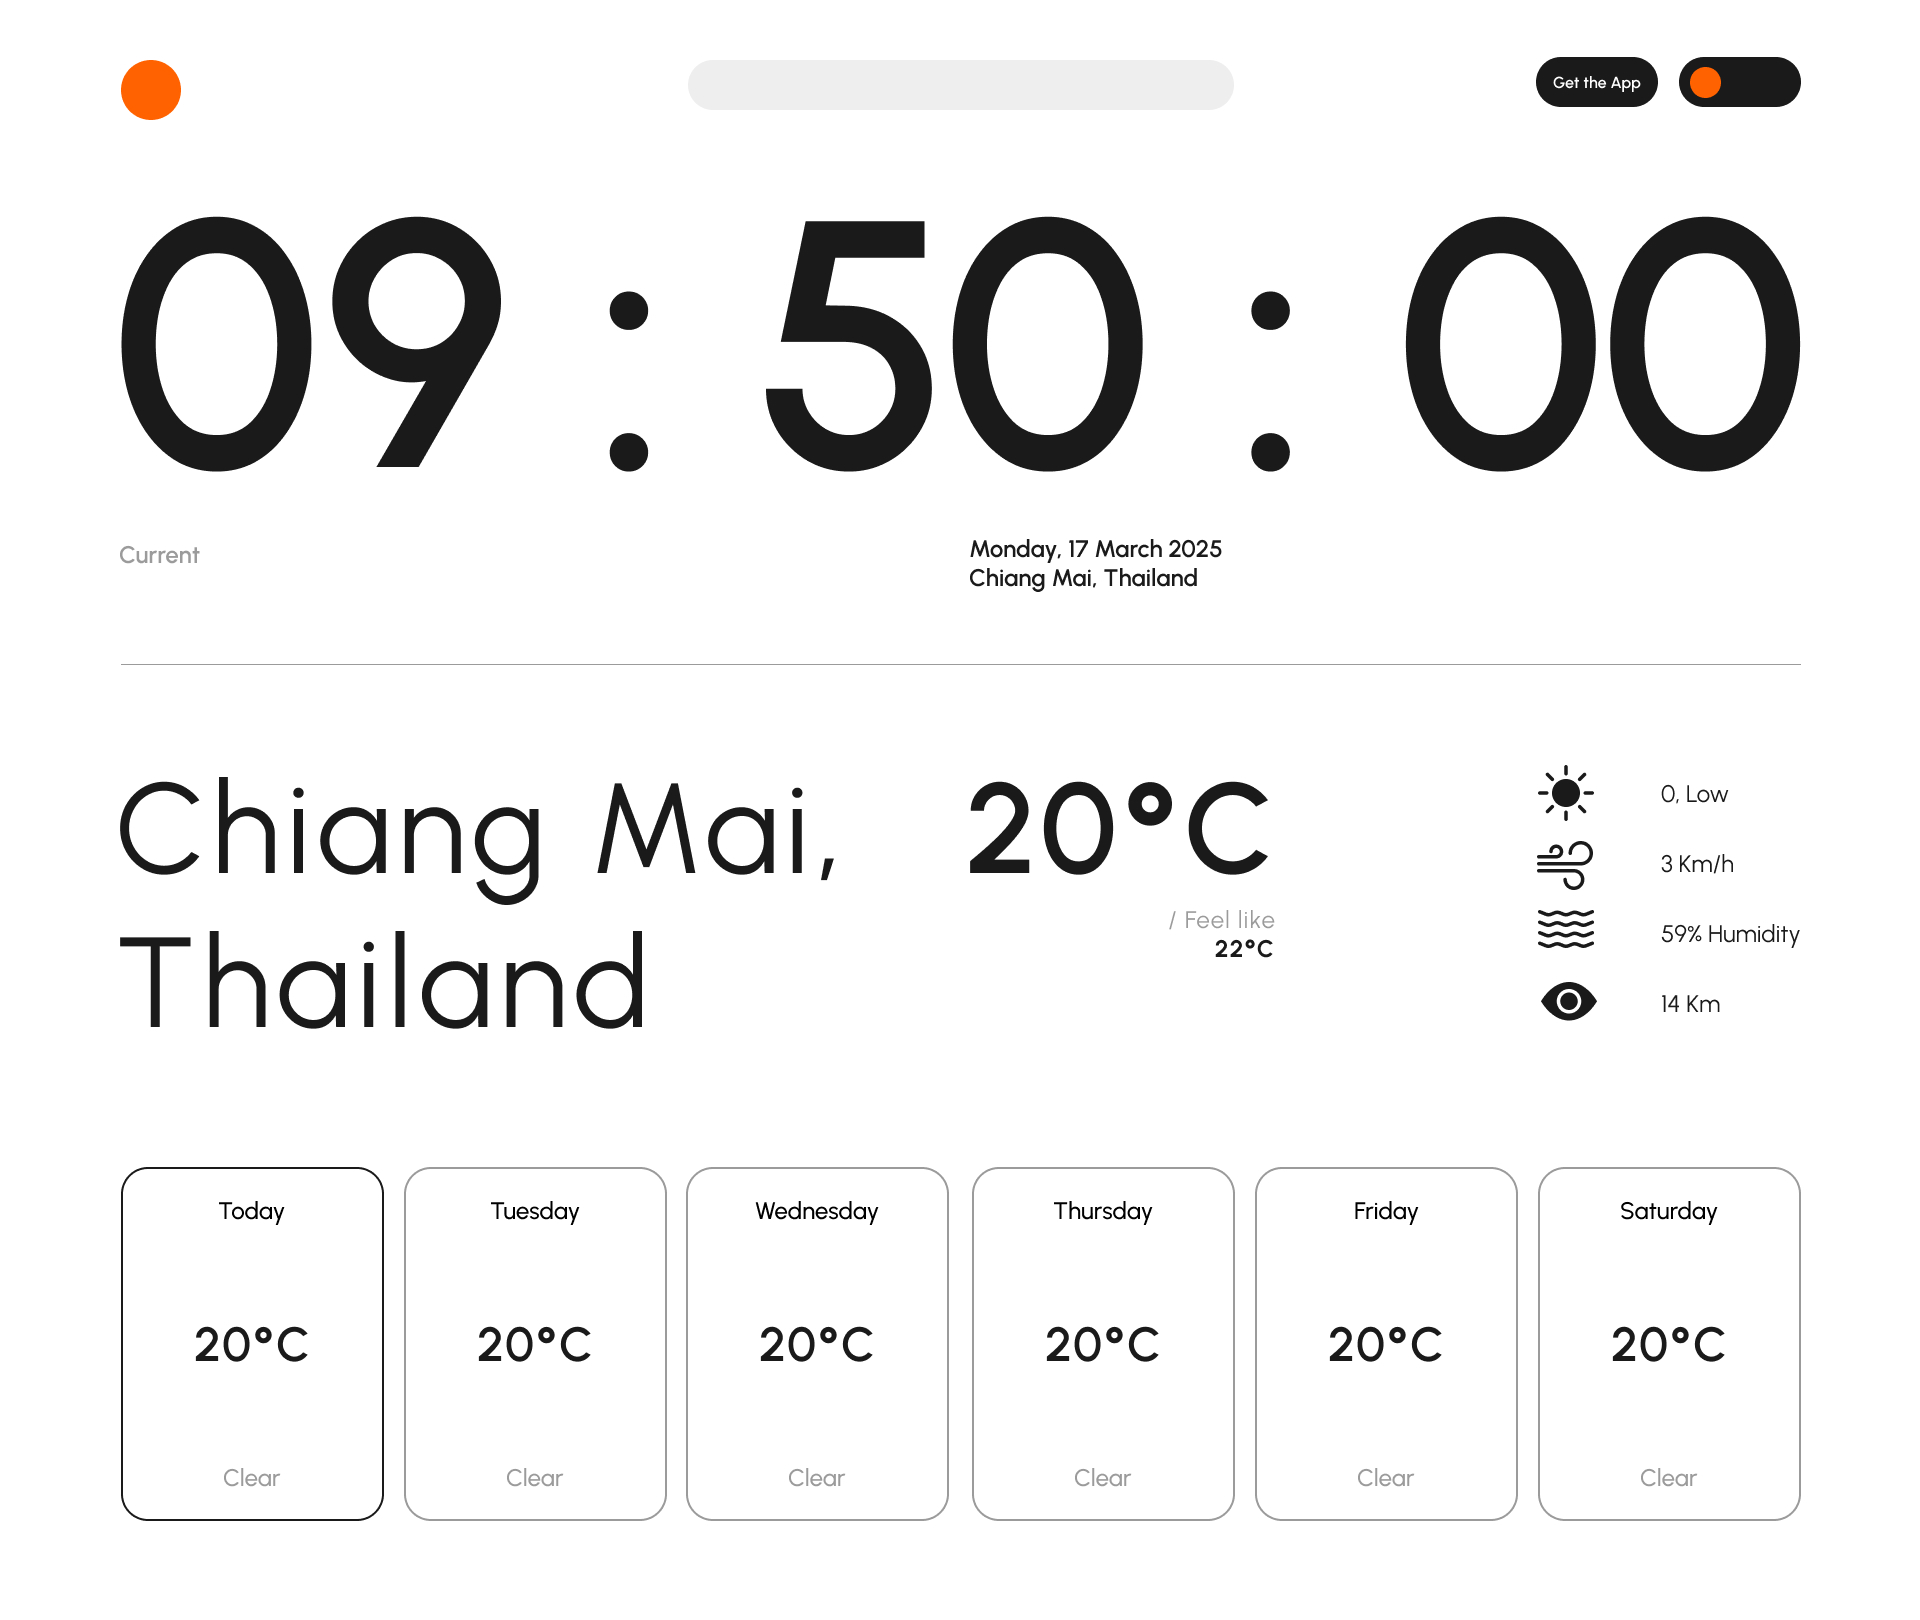 Get the App
09 : 50 : 00
Current
Monday, 17 March 2025
Chiang Mai, Thailand
Chiang Mai,
Thailand
20°C
/ Feel like
22°C
0, Low
3 Km/h
59% Humidity
14 Km
Today
20°C
Clear
Tuesday
20°C
Clear
Wednesday
20°C
Clear
Thursday
20°C
Clear
Friday
20°C
Clear
Saturday
20°C
Clear